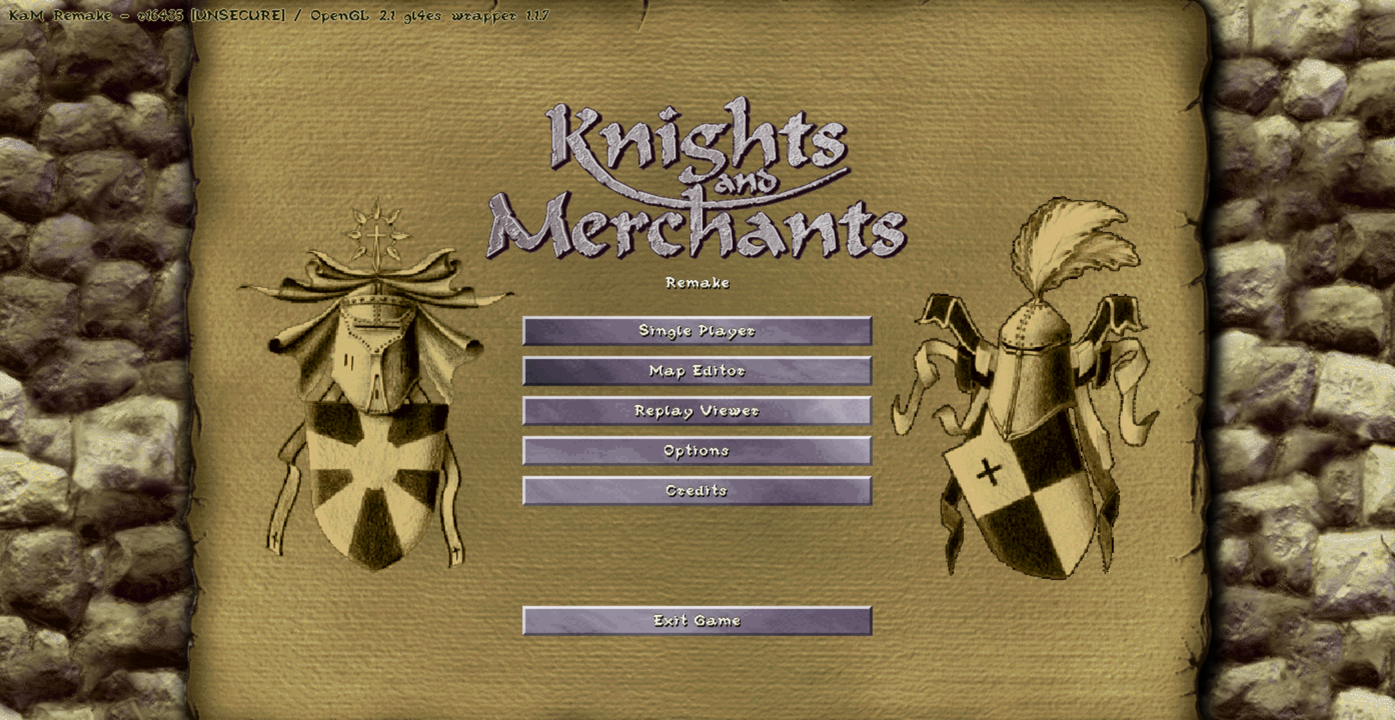 KaM Remake - r16435 [UNSECURE] / OpenGL 2.1 gl4es wrapper 1.1.7
Knights
and
Merchants
Remake
Single Player
Map Editor
Replay Viewer
Options
Credits
Exit Game